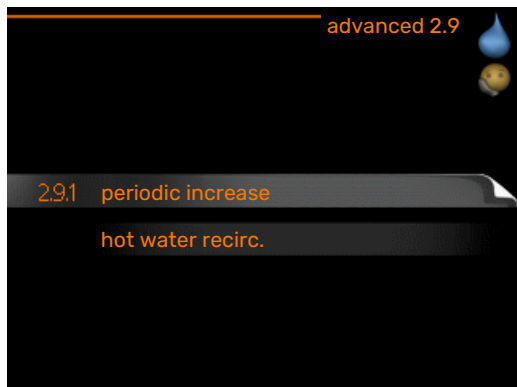 advanced 2.9
2.9.1 periodic increase
hot water recirc.